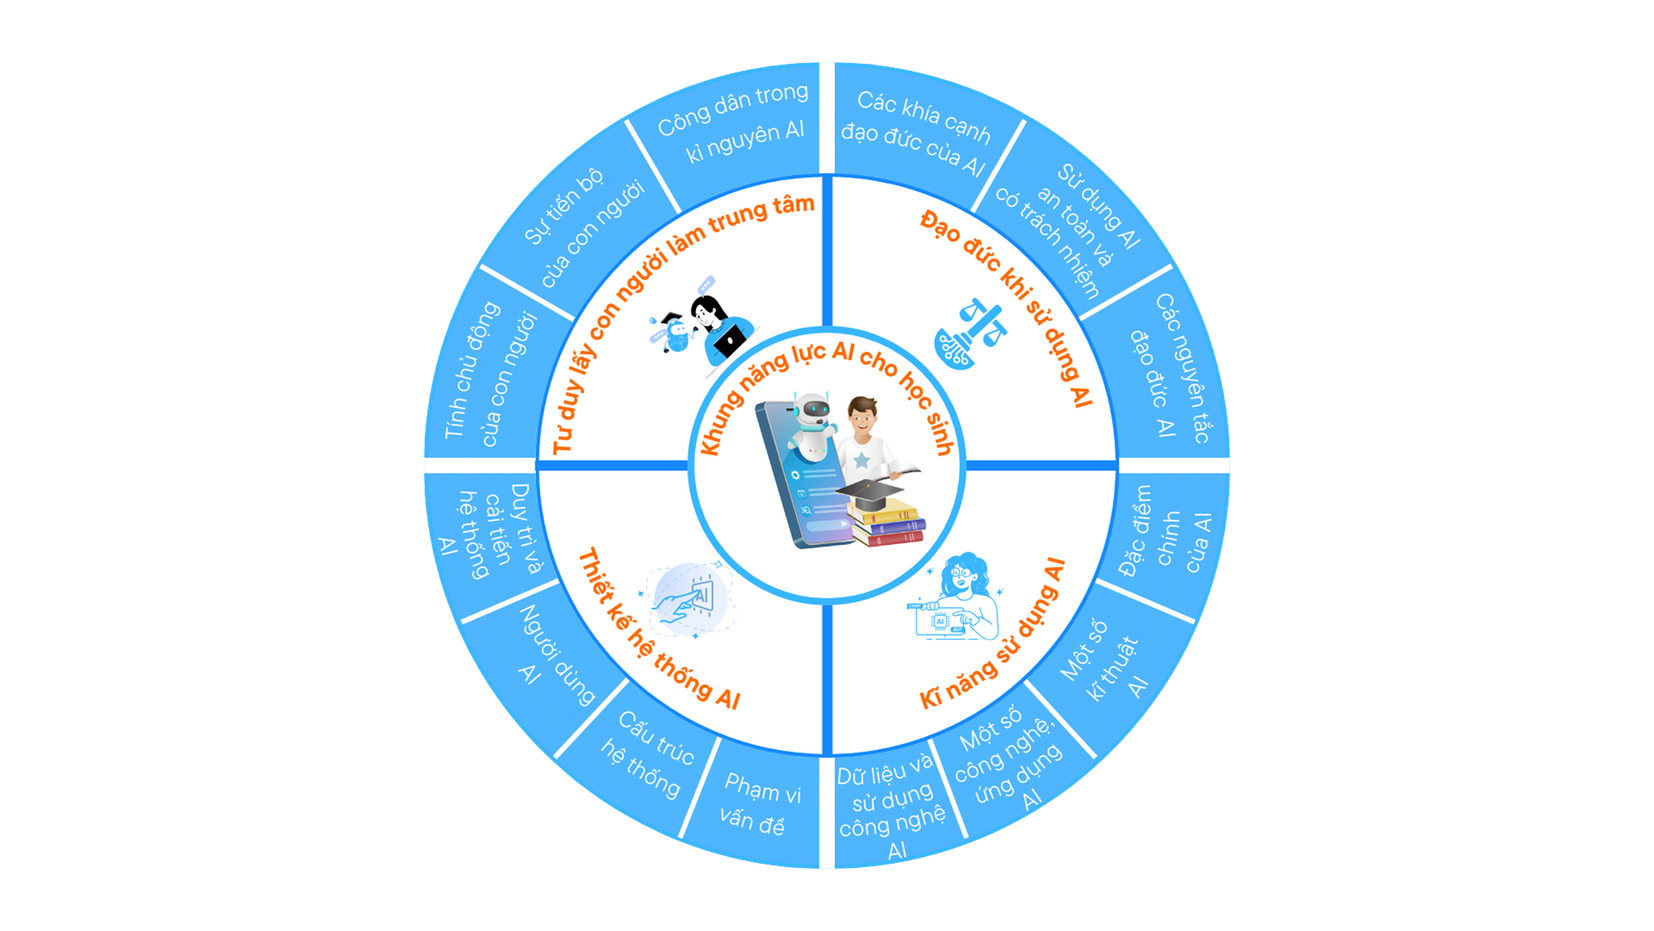 Khung năng lực AI cho học sinh
Tư duy lấy con người làm trung tâm
Tính chủ động
của con người
Sự tiến bộ
của con người
Công dân trong
kỉ nguyên AI
Đạo đức khi sử dụng AI
Các khía cạnh
đạo đức của AI
Sử dụng AI
an toàn và
có trách nhiệm
Các nguyên tắc
đạo đức AI
Kĩ năng sử dụng AI
AI
Đặc điểm
chính
của AI
Một số
kĩ thuật
AI
Một số
công nghệ,
ứng dụng
AI
Dữ liệu và
sử dụng
công nghệ
AI
Thiết kế hệ thống AI
AI
Phạm vi
vấn đề
Cấu trúc
hệ thống
Người dùng
AI
Duy trì và
cải tiến
hệ thống
AI